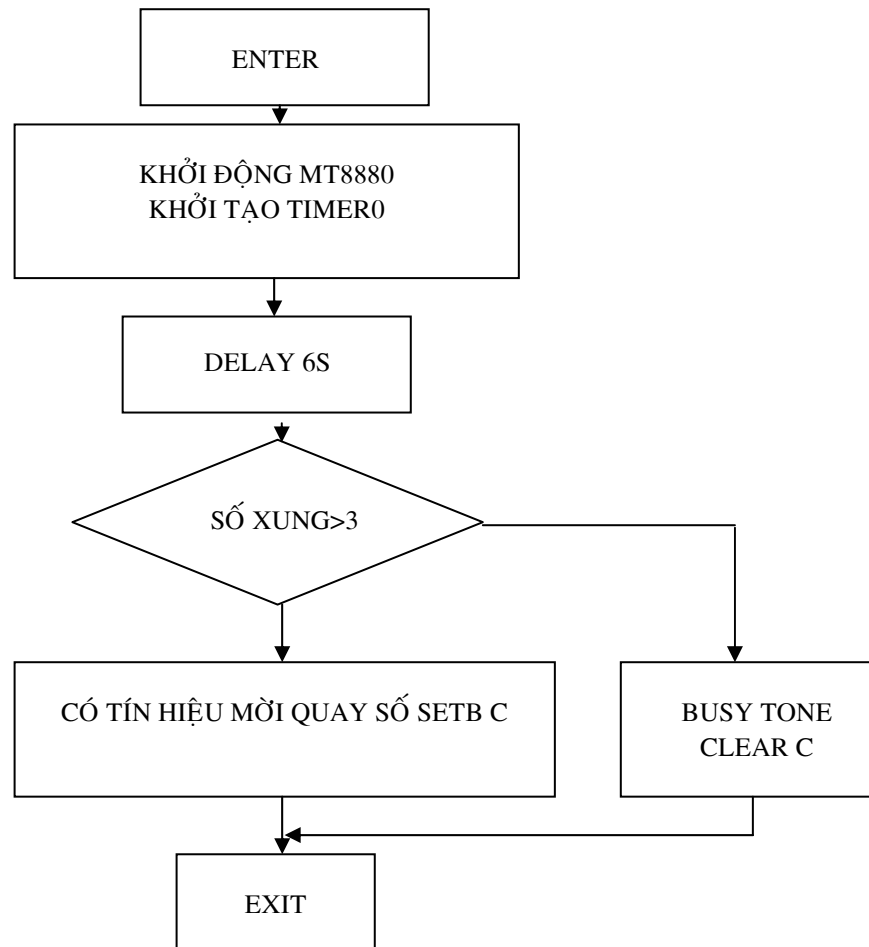 ENTER
KHỞI ĐỘNG MT8880
KHỞI TẠO TIMER0
DELAY 6S
SỐ XUNG>3
CÓ TÍN HIỆU MỜI QUAY SỐ SETB C
BUSY TONE
CLEAR C
EXIT